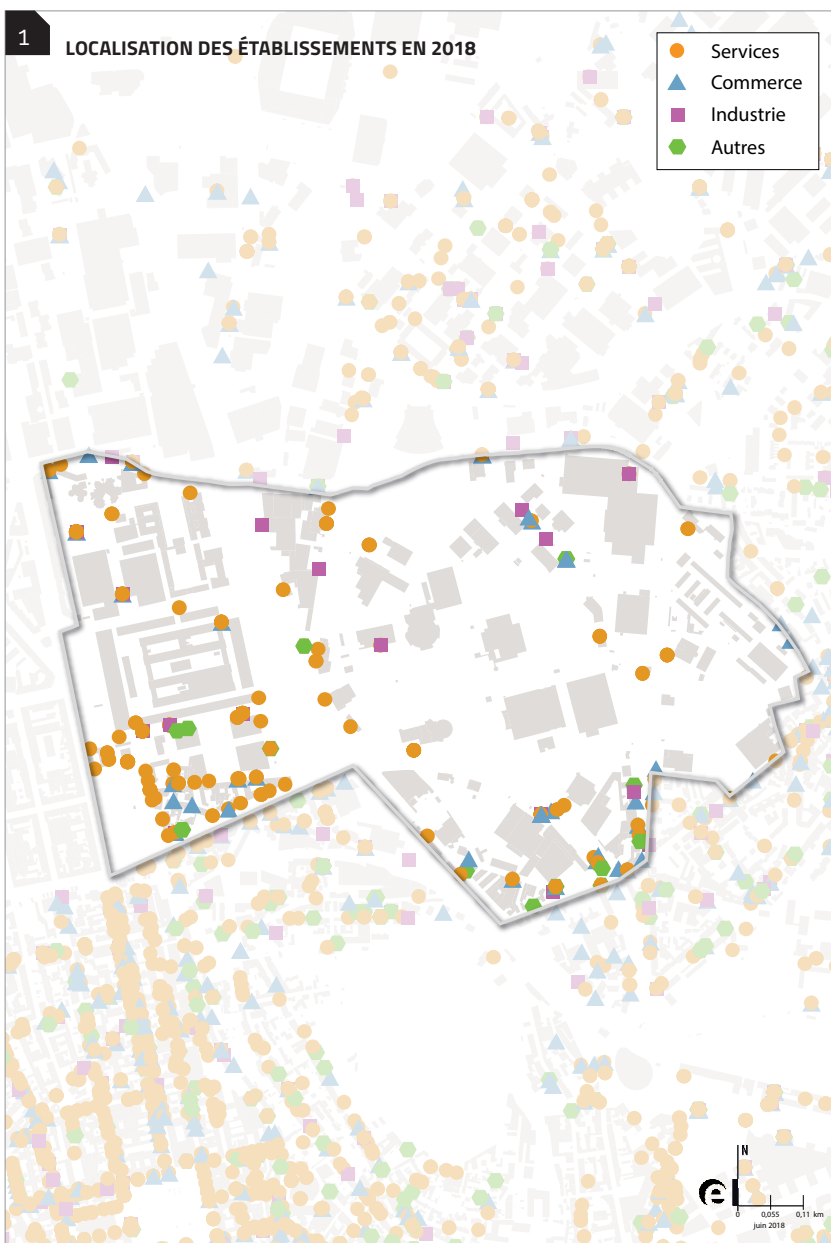 1
LOCALISATION DES ÉTABLISSEMENTS EN 2018
Services
Commerce
Industrie
Autres
N
0 0,055 0,11 km
juin 2018